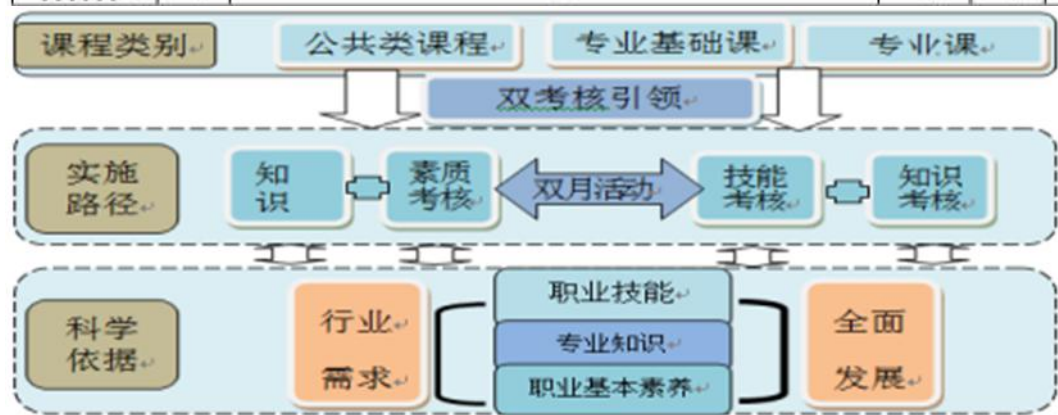 课程类别
公共类课程
专业基础课
专业课
双考核引领
实施
路径
知
识
素质
考核
双月活动
技能
考核
知识
考核
科学
依据
行业
需求
职业技能
专业知识
职业基本素养
全面
发展